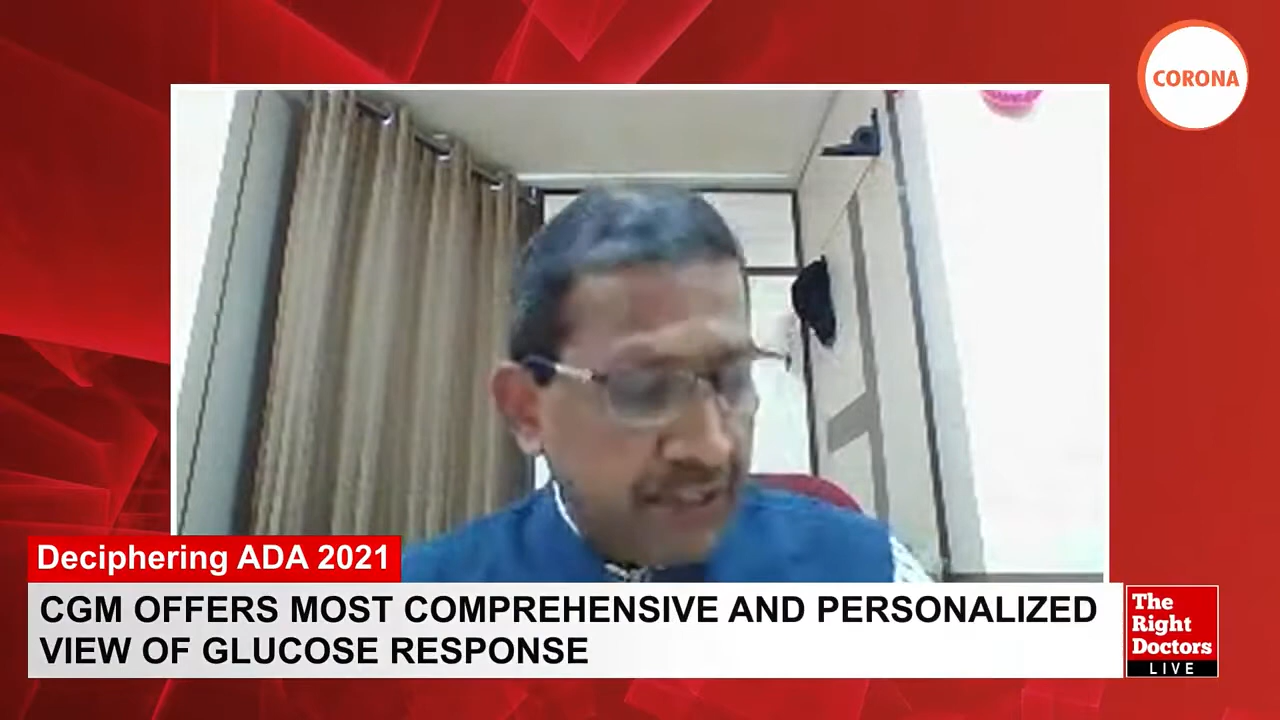 CORONA
Deciphering ADA 2021
CGM OFFERS MOST COMPREHENSIVE AND PERSONALIZED
VIEW OF GLUCOSE RESPONSE
The
Right
Doctors
LIVE